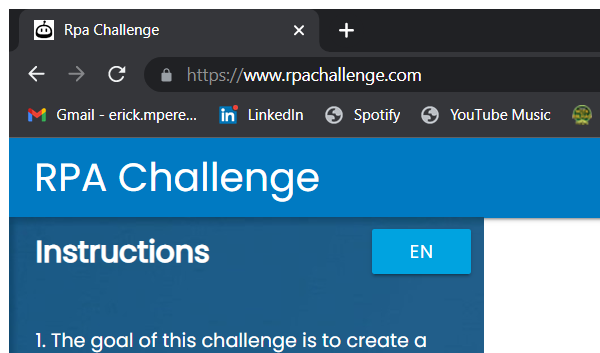 Rpa Challenge
https://www.rpachallenge.com
Gmail - erick.mpere... LinkedIn Spotify YouTube Music
RPA Challenge
Instructions EN
1. The goal of this challenge is to create a